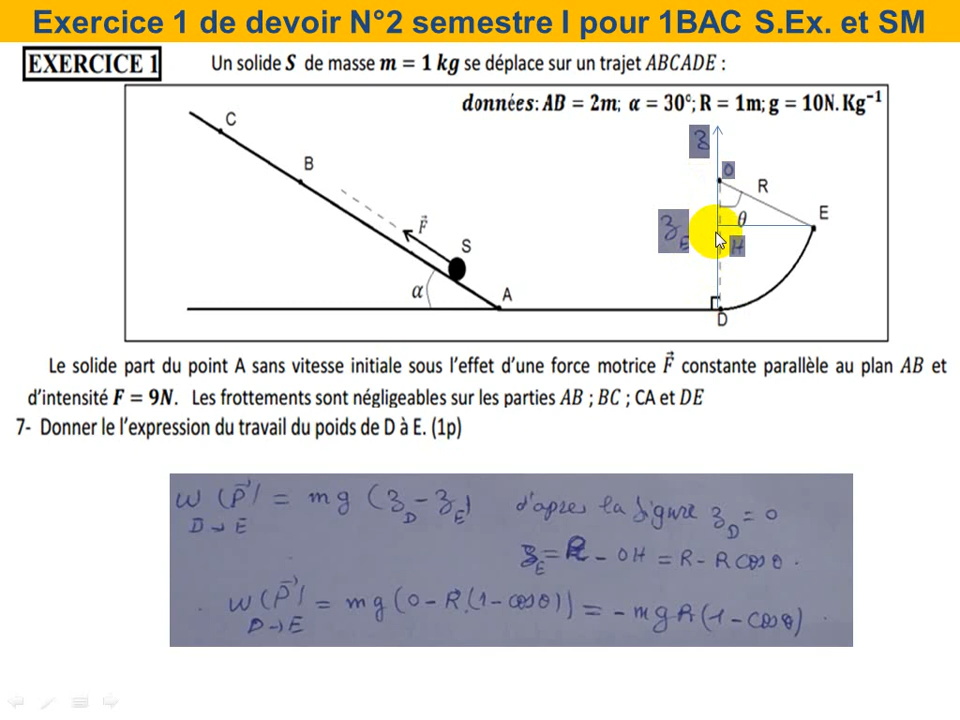 Exercice 1 de devoir N°2 semestre I pour 1BAC S.Ex. et SM
EXERCICE 1
Un solide S de masse m = 1 kg se déplace sur un trajet ABCADE :
données: AB = 2m; α = 30°; R = 1m; g = 10N.Kg⁻¹
C
z
B
O
R
E
F⃗
z_E
θ
S
H
α
A
D
Le solide part du point A sans vitesse initiale sous l'effet d'une force motrice F⃗ constante parallèle au plan AB et
d'intensité F = 9N. Les frottements sont négligeables sur les parties AB ; BC ; CA et DE
7- Donner le l'expression du travail du poids de D à E. (1p)
W(P⃗) = mg (z_D - z_E) d'après la figure z_D = 0
D→E
z_E = R - OH = R - R cos θ .
W(P⃗) = mg(0 - R.(1 - cosθ)) = - mgR(1 - cosθ) .
D→E